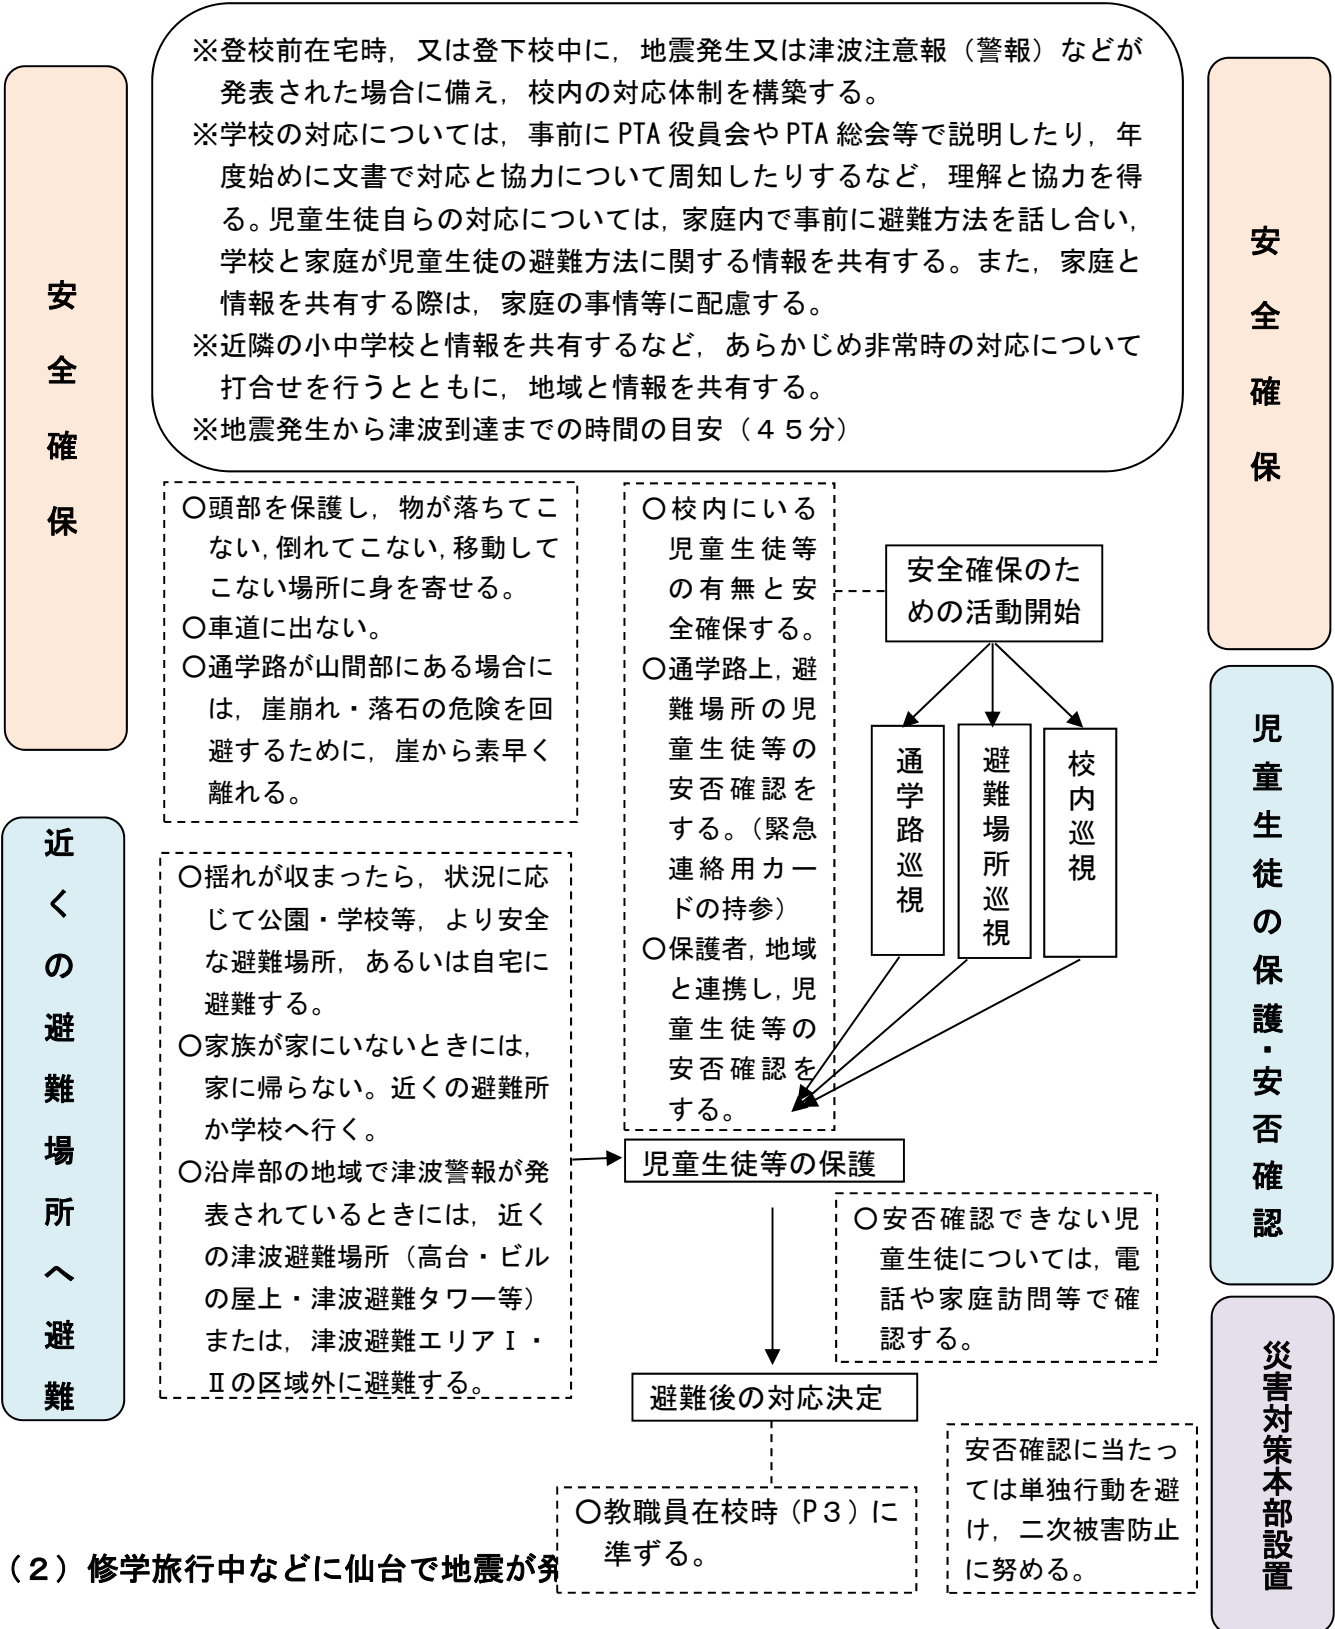 ※登校前在宅時，又は登下校中に，地震発生又は津波注意報（警報）などが
発表された場合に備え，校内の対応体制を構築する。
※学校の対応については，事前に PTA 役員会や PTA 総会等で説明したり，年
度始めに文書で対応と協力について周知したりするなど，理解と協力を得
る。児童生徒自らの対応については，家庭内で事前に避難方法を話し合い，
学校と家庭が児童生徒の避難方法に関する情報を共有する。また，家庭と
情報を共有する際は，家庭の事情等に配慮する。
※近隣の小中学校と情報を共有するなど，あらかじめ非常時の対応について
打合せを行うとともに，地域と情報を共有する。
※地震発生から津波到達までの時間の目安（４５分）
安全確保
近くの避難場所へ避難
○頭部を保護し，物が落ちてこ
ない，倒れてこない，移動して
こない場所に身を寄せる。
○車道に出ない。
○通学路が山間部にある場合に
は，崖崩れ・落石の危険を回
避するために，崖から素早く
離れる。
○揺れが収まったら，状況に応
じて公園・学校等，より安全
な避難場所，あるいは自宅に
避難する。
○家族が家にいないときには，
家に帰らない。近くの避難所
か学校へ行く。
○沿岸部の地域で津波警報が発
表されているときには，近く
の津波避難場所（高台・ビル
の屋上・津波避難タワー等）
または，津波避難エリアⅠ・
Ⅱの区域外に避難する。
○校内にいる
児童生徒等
の有無と安
全確保する。
○通学路上，避
難場所の児
童生徒等の
安否確認を
する。（緊急
連絡用カー
ドの持参）
○保護者，地域
と連携し，児
童生徒等の
安否確認を
する。
安全確保のた
めの活動開始
通学路巡視
避難場所巡視
校内巡視
児童生徒等の保護
○安否確認できない児
童生徒については，電
話や家庭訪問等で確
認する。
避難後の対応決定
○教職員在校時（P３）に
準ずる。
安否確認に当たっ
ては単独行動を避
け，二次被害防止
に努める。
安全確保
児童生徒の保護・安否確認
災害対策本部設置
（２）修学旅行中などに仙台で地震が発